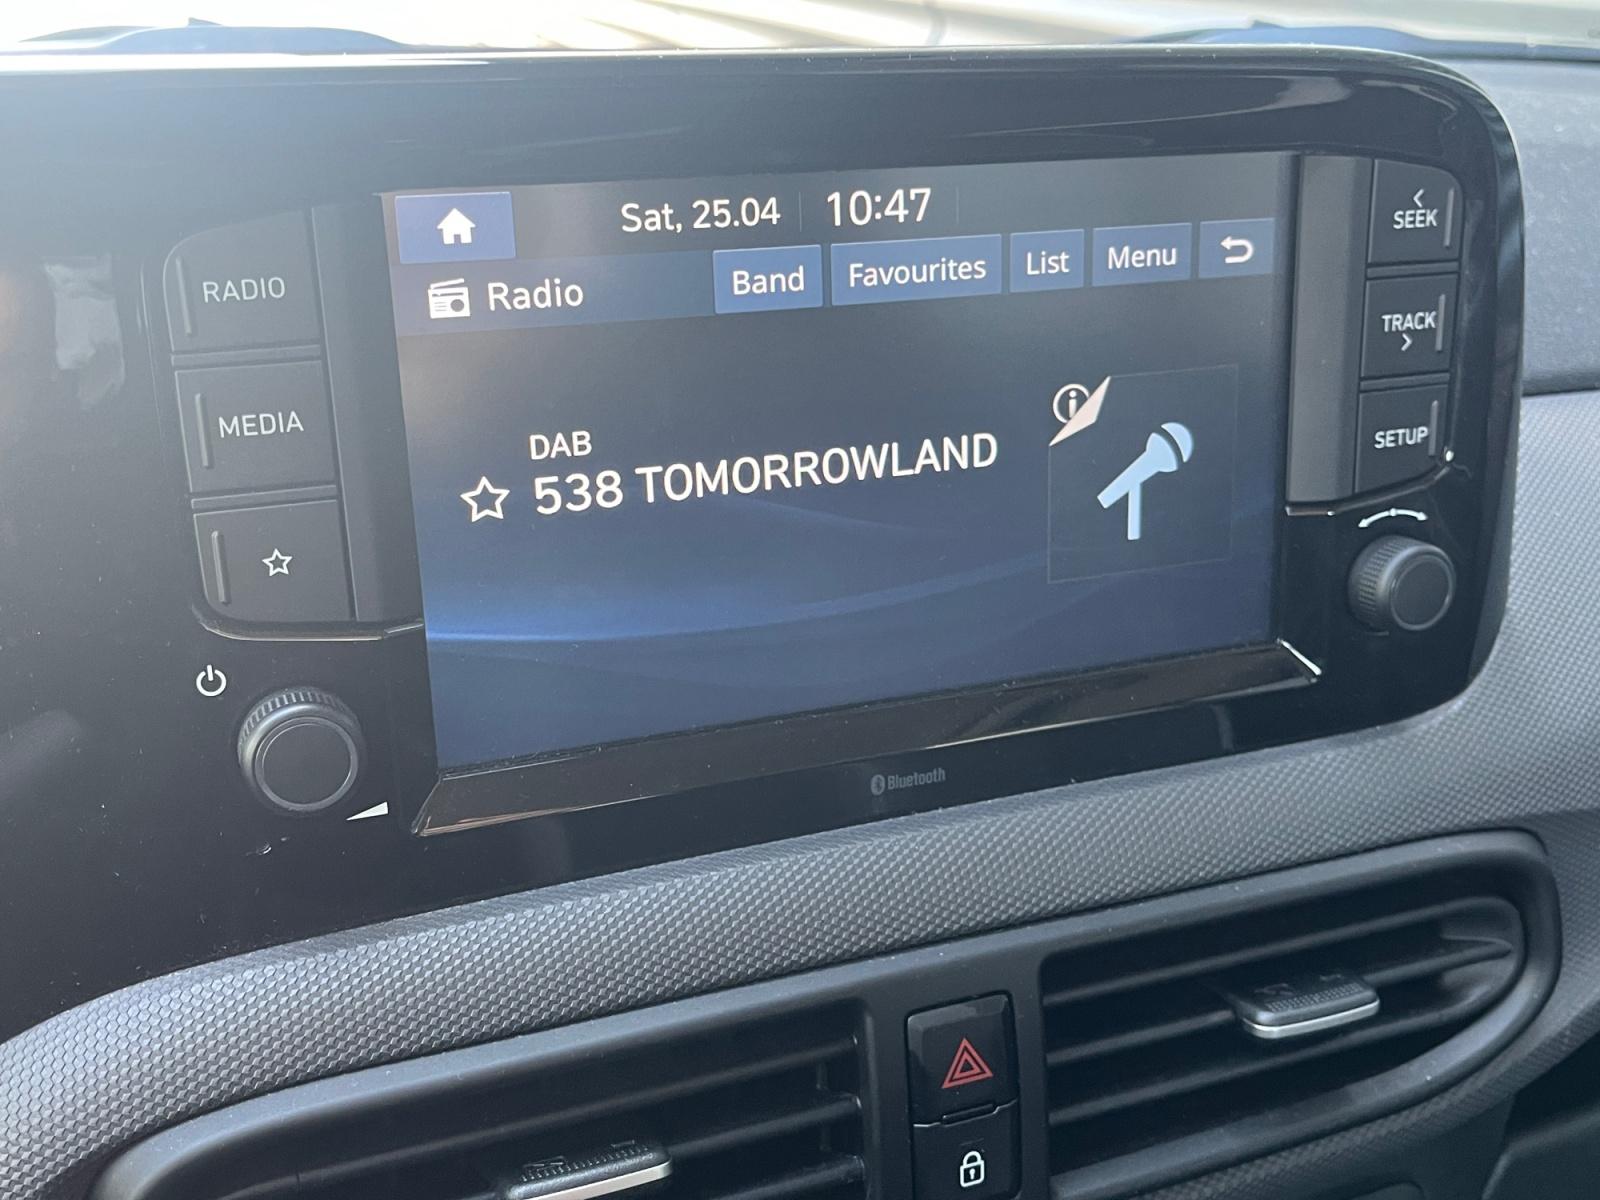 Sat, 25.04 10:47
Radio Band Favourites List Menu
DAB
538 TOMORROWLAND
RADIO
MEDIA
SEEK
TRACK
SETUP
Bluetooth